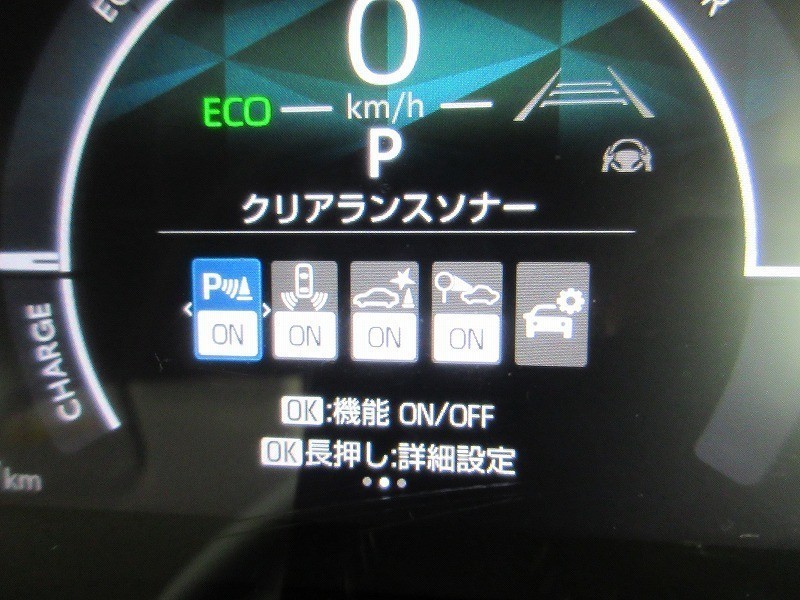 0
ECO
km/h
P
クリアランスソナー
P
ON ON ON ON
CHARGE
OK:機能 ON/OFF
OK長押し:詳細設定
km